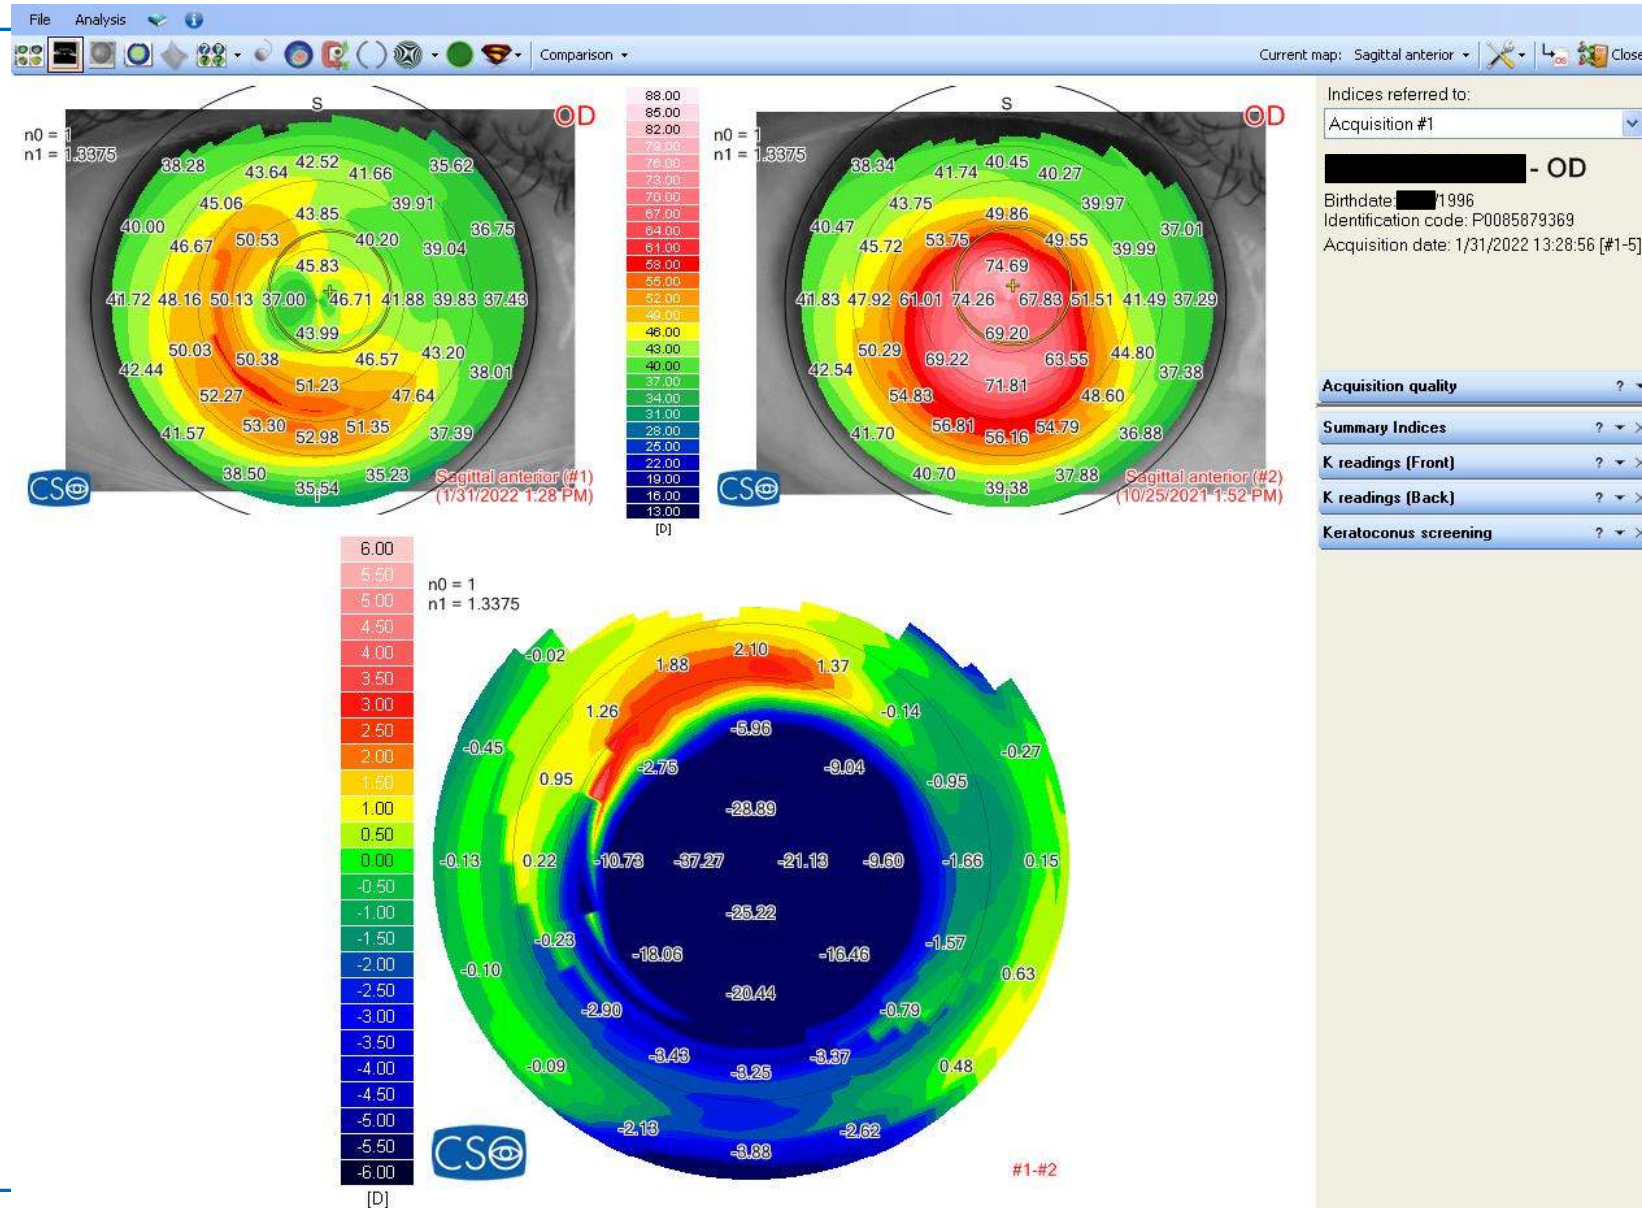 File Analysis
Comparison
Current map: Sagittal anterior
OS
Close
Indices referred to:
Acquisition #1
- OD
Birthdate: /1996
Identification code: P0085879369
Acquisition date: 1/31/2022 13:28:56 [#1-5]
Acquisition quality ?
Summary Indices ?
K readings (Front) ?
K readings (Back) ?
Keratoconus screening ?
S
OD
n0 = 1
n1 = 1.3375
38.28 43.64 42.52 41.66 35.62
45.06 43.85 39.91
40.00 46.67 50.53 40.20 39.04 36.75
45.83
41.72 48.16 50.13 37.00 46.71 41.88 39.83 37.43
43.99
50.03 50.38 46.57 43.20
42.44 51.23 38.01
52.27 47.64
41.57 53.30 52.98 51.35 37.39
38.50 35.54 35.23
I
CSO
Sagittal anterior (#1)
(1/31/2022 1:28 PM)
88.00
85.00
82.00
79.00
76.00
73.00
70.00
67.00
64.00
61.00
58.00
55.00
52.00
49.00
46.00
43.00
40.00
37.00
34.00
31.00
28.00
25.00
22.00
19.00
16.00
13.00
[D]
S
OD
n0 = 1
n1 = 1.3375
38.34 41.74 40.45 40.27
43.75 49.86 39.97
40.47 45.72 53.75 49.55 39.99 37.01
74.69
41.83 47.92 61.01 74.26 67.83 51.51 41.49 37.29
69.20
50.29 69.22 63.55 44.80
42.54 71.81 37.38
54.83 48.60
41.70 56.81 56.16 54.79 36.88
40.70 39.38 37.88
I
CSO
Sagittal anterior (#2)
(10/25/2021 1:52 PM)
6.00
5.50
5.00
4.50
4.00
3.50
3.00
2.50
2.00
1.50
1.00
0.50
0.00
-0.50
-1.00
-1.50
-2.00
-2.50
-3.00
-3.50
-4.00
-4.50
-5.00
-5.50
-6.00
[D]
n0 = 1
n1 = 1.3375
-0.02 1.88 2.10 1.37
1.26 -5.96 -0.14
-0.45 -0.27
0.95 -2.75 -9.04 -0.95
-28.89
-0.13 0.22 -10.73 -37.27 -21.13 -9.60 -1.66 0.15
-25.22
-0.23 -18.06 -16.46 -1.57
-0.10 0.63
-2.90 -20.44 -0.79
-0.09 -3.43 -3.25 -3.37 0.48
-2.13 -3.88 -2.62
CSO
#1-#2